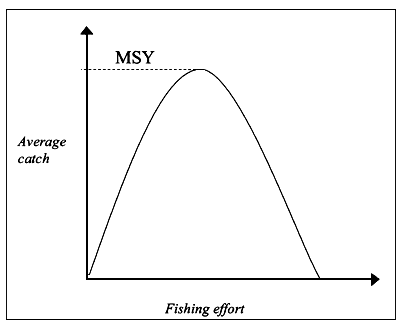 MSY
Average
catch
Fishing effort